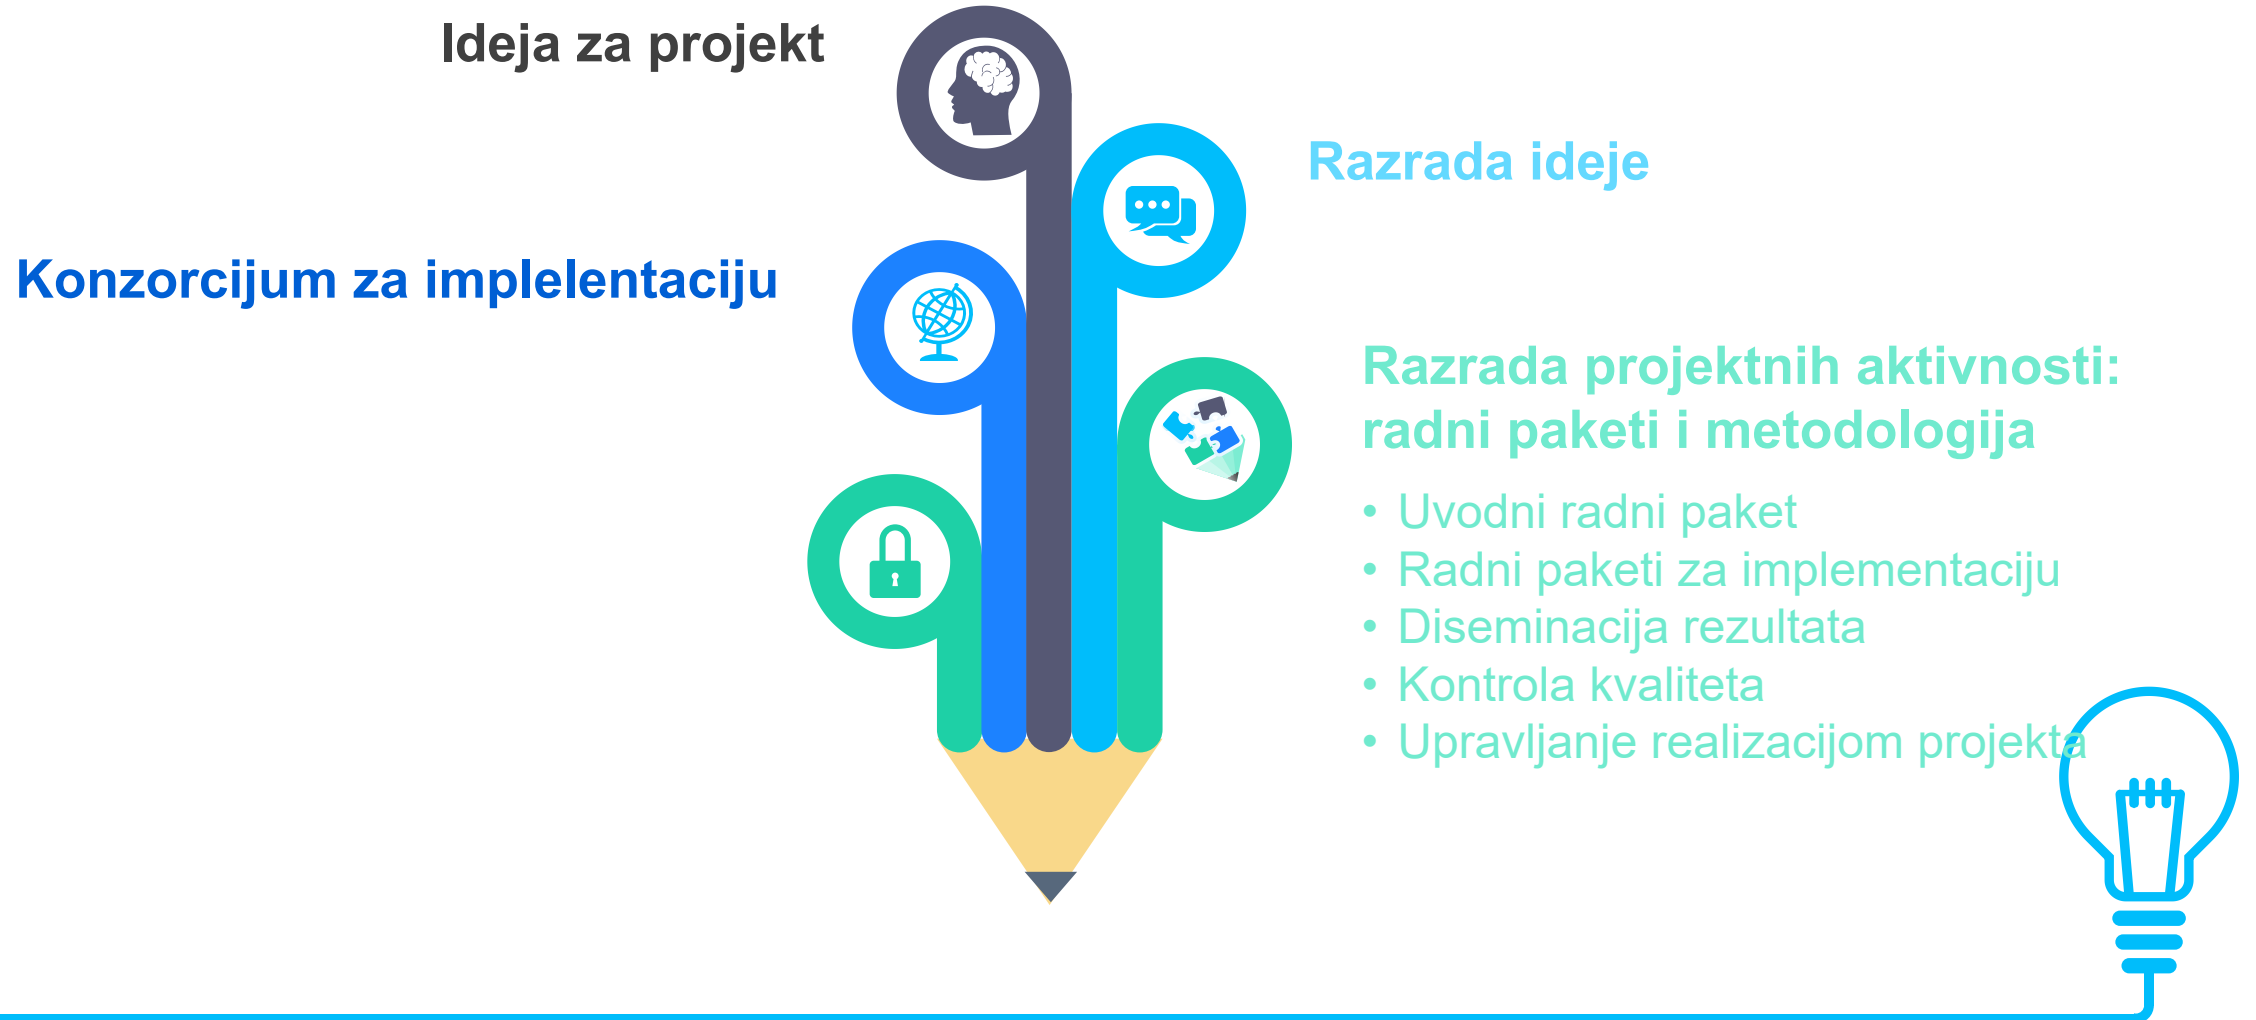 Ideja za projekt
Razrada ideje
Konzorcijum za implelentaciju
Razrada projektnih aktivnosti:
radni paketi i metodologija
• Uvodni radni paket
• Radni paketi za implementaciju
• Diseminacija rezultata
• Kontrola kvaliteta
• Upravljanje realizacijom projekta